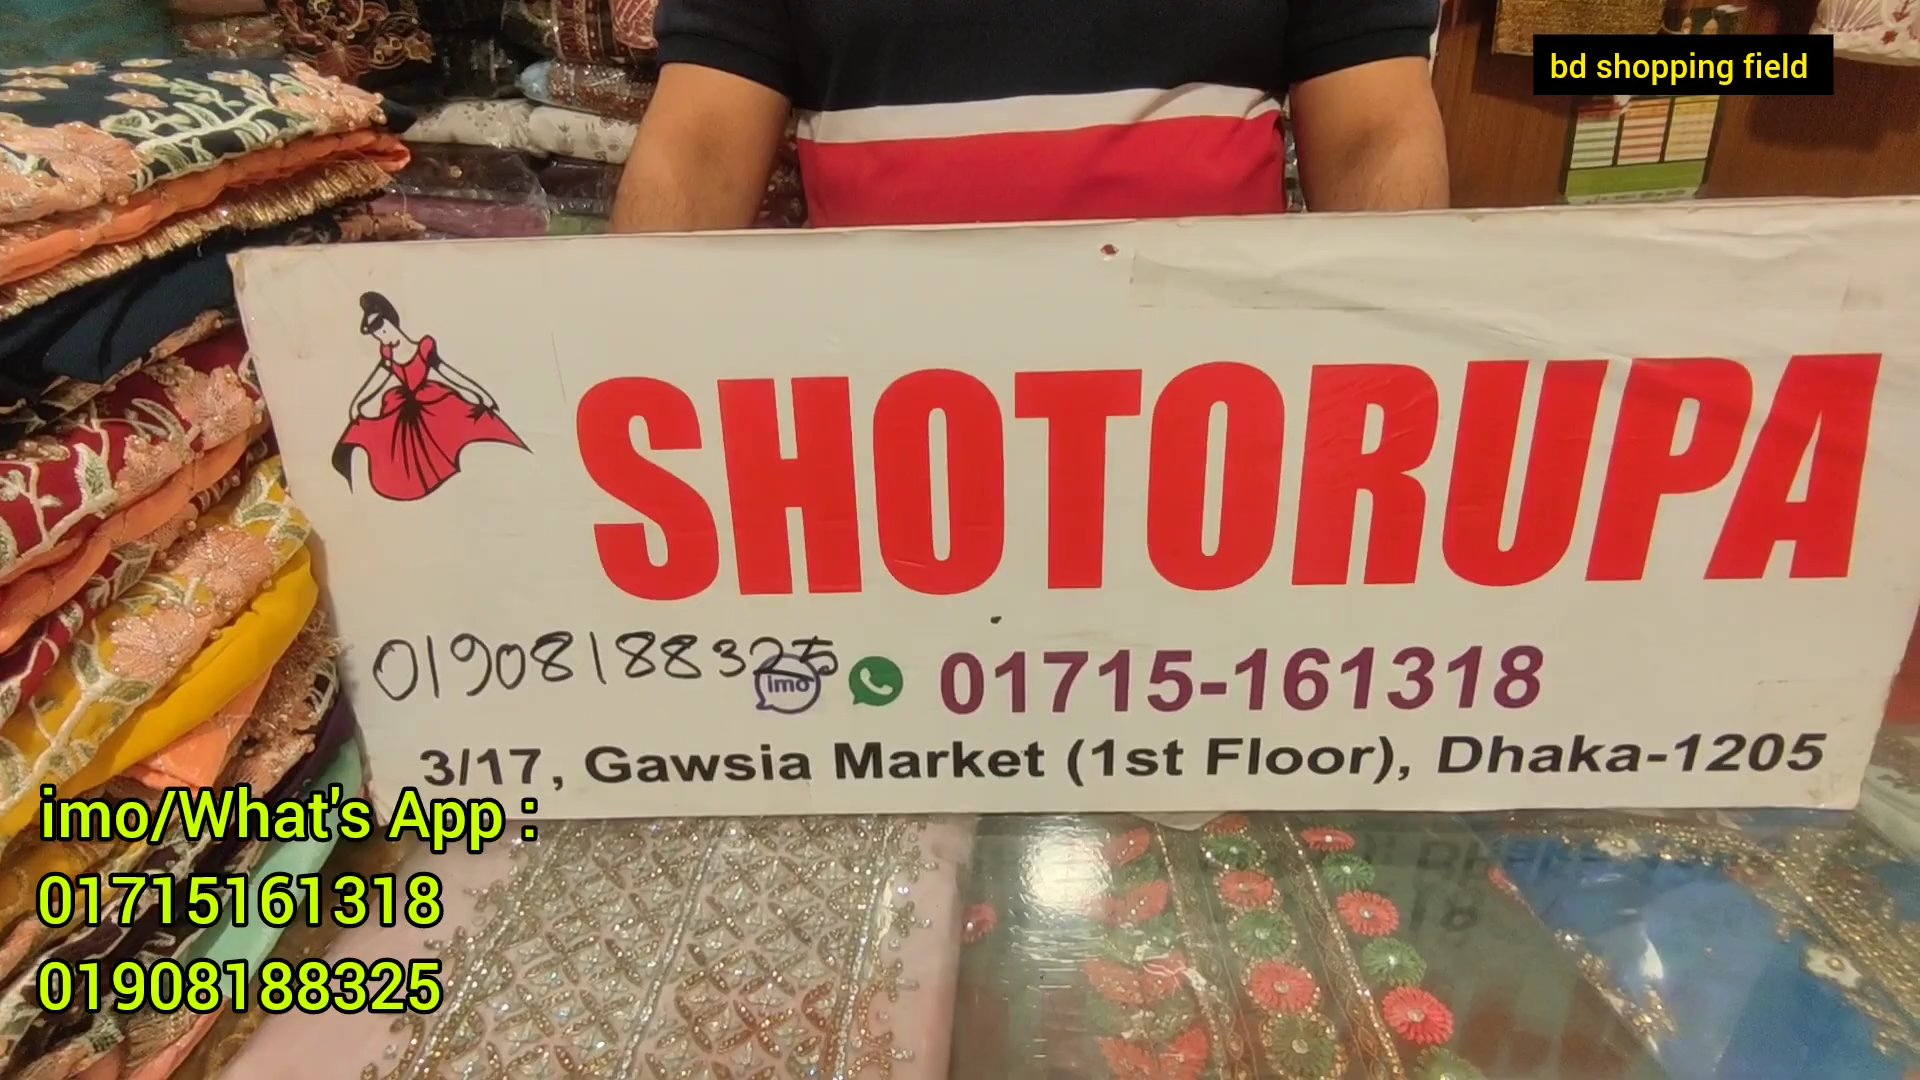 bd shopping field
SHOTORUPA
01908188325 imo 01715-161318
3/17, Gawsia Market (1st Floor), Dhaka-1205
imo/What's App :
01715161318
01908188325